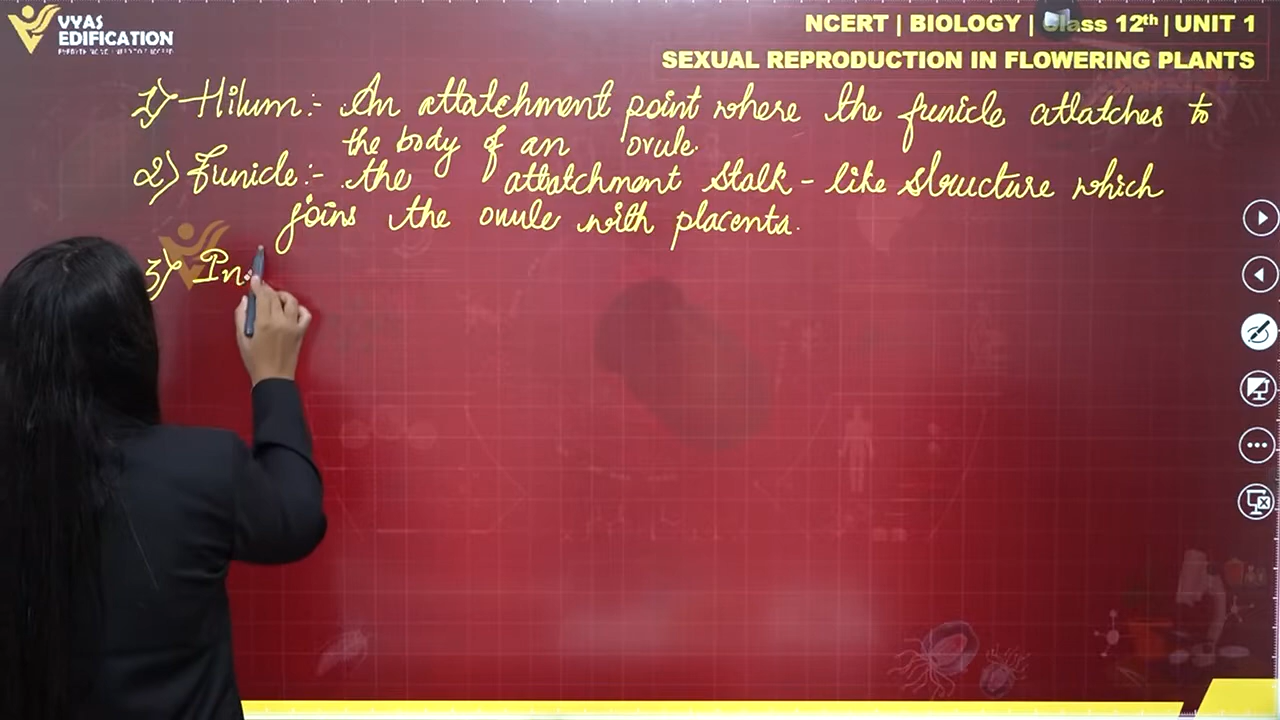 VYAS
EDIFICATION
NCERT | BIOLOGY | Class 12th | UNIT 1
SEXUAL REPRODUCTION IN FLOWERING PLANTS
1) Hilum :- An attatchment point where the funicle attatches to
the body of an ovule.
2) Funicle :- the attatchment stalk - like structure which
joins the ovule with placenta.
3) In